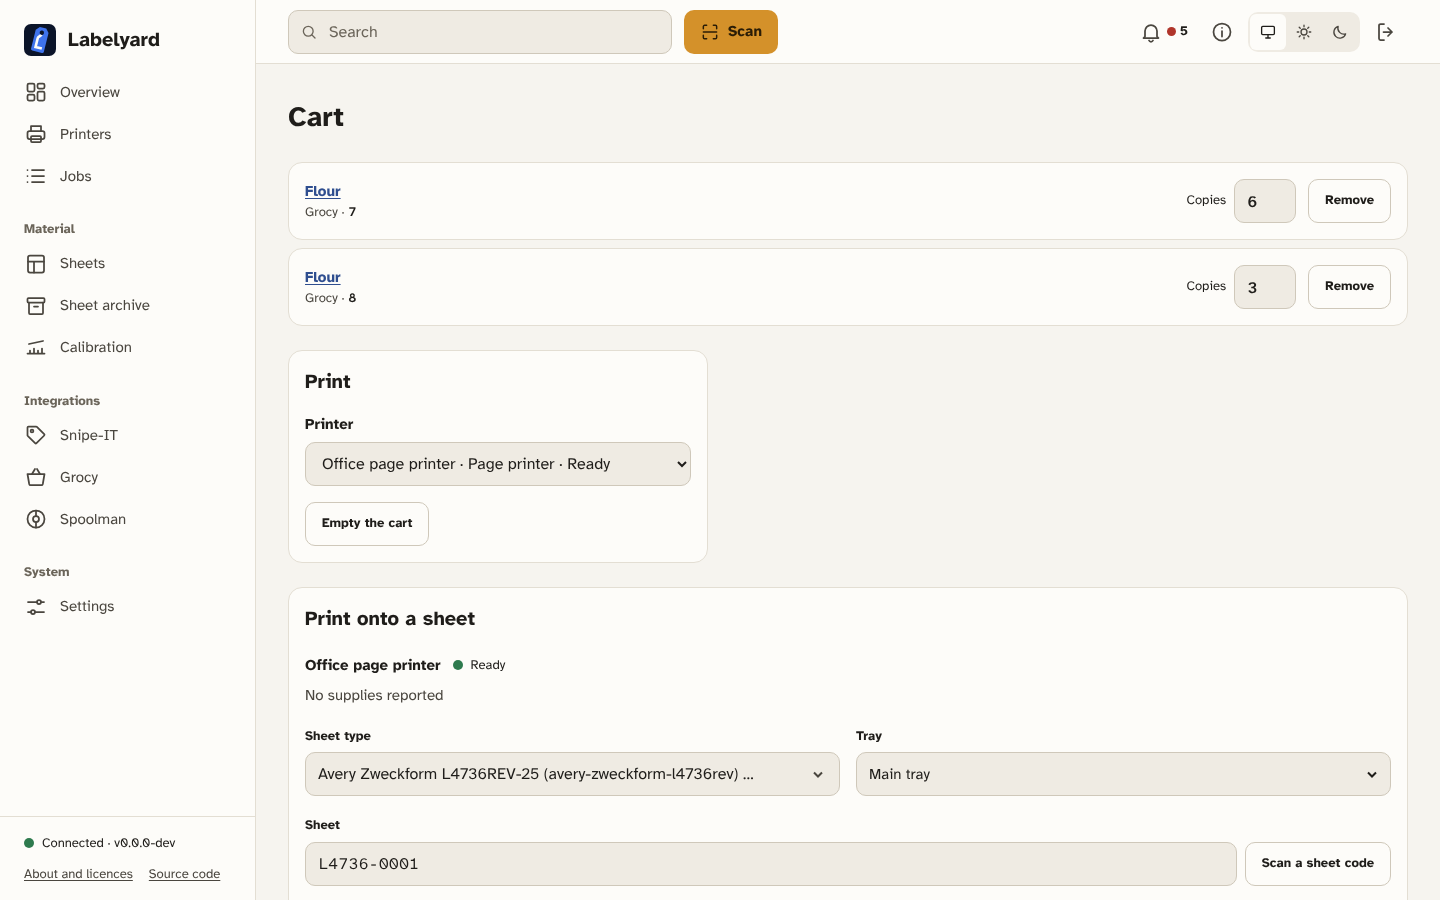 Labelyard
Search
Scan
5
Overview
Printers
Jobs
Material
Sheets
Sheet archive
Calibration
Integrations
Snipe-IT
Grocy
Spoolman
System
Settings
Connected · v0.0.0-dev
About and licences
Source code
Cart
Flour
Grocy · 7
Copies
6
Remove
Flour
Grocy · 8
Copies
3
Remove
Print
Printer
Office page printer · Page printer · Ready
Empty the cart
Print onto a sheet
Office page printer
Ready
No supplies reported
Sheet type
Tray
Avery Zweckform L4736REV-25 (avery-zweckform-l4736rev) ...
Main tray
Sheet
L4736-0001
Scan a sheet code